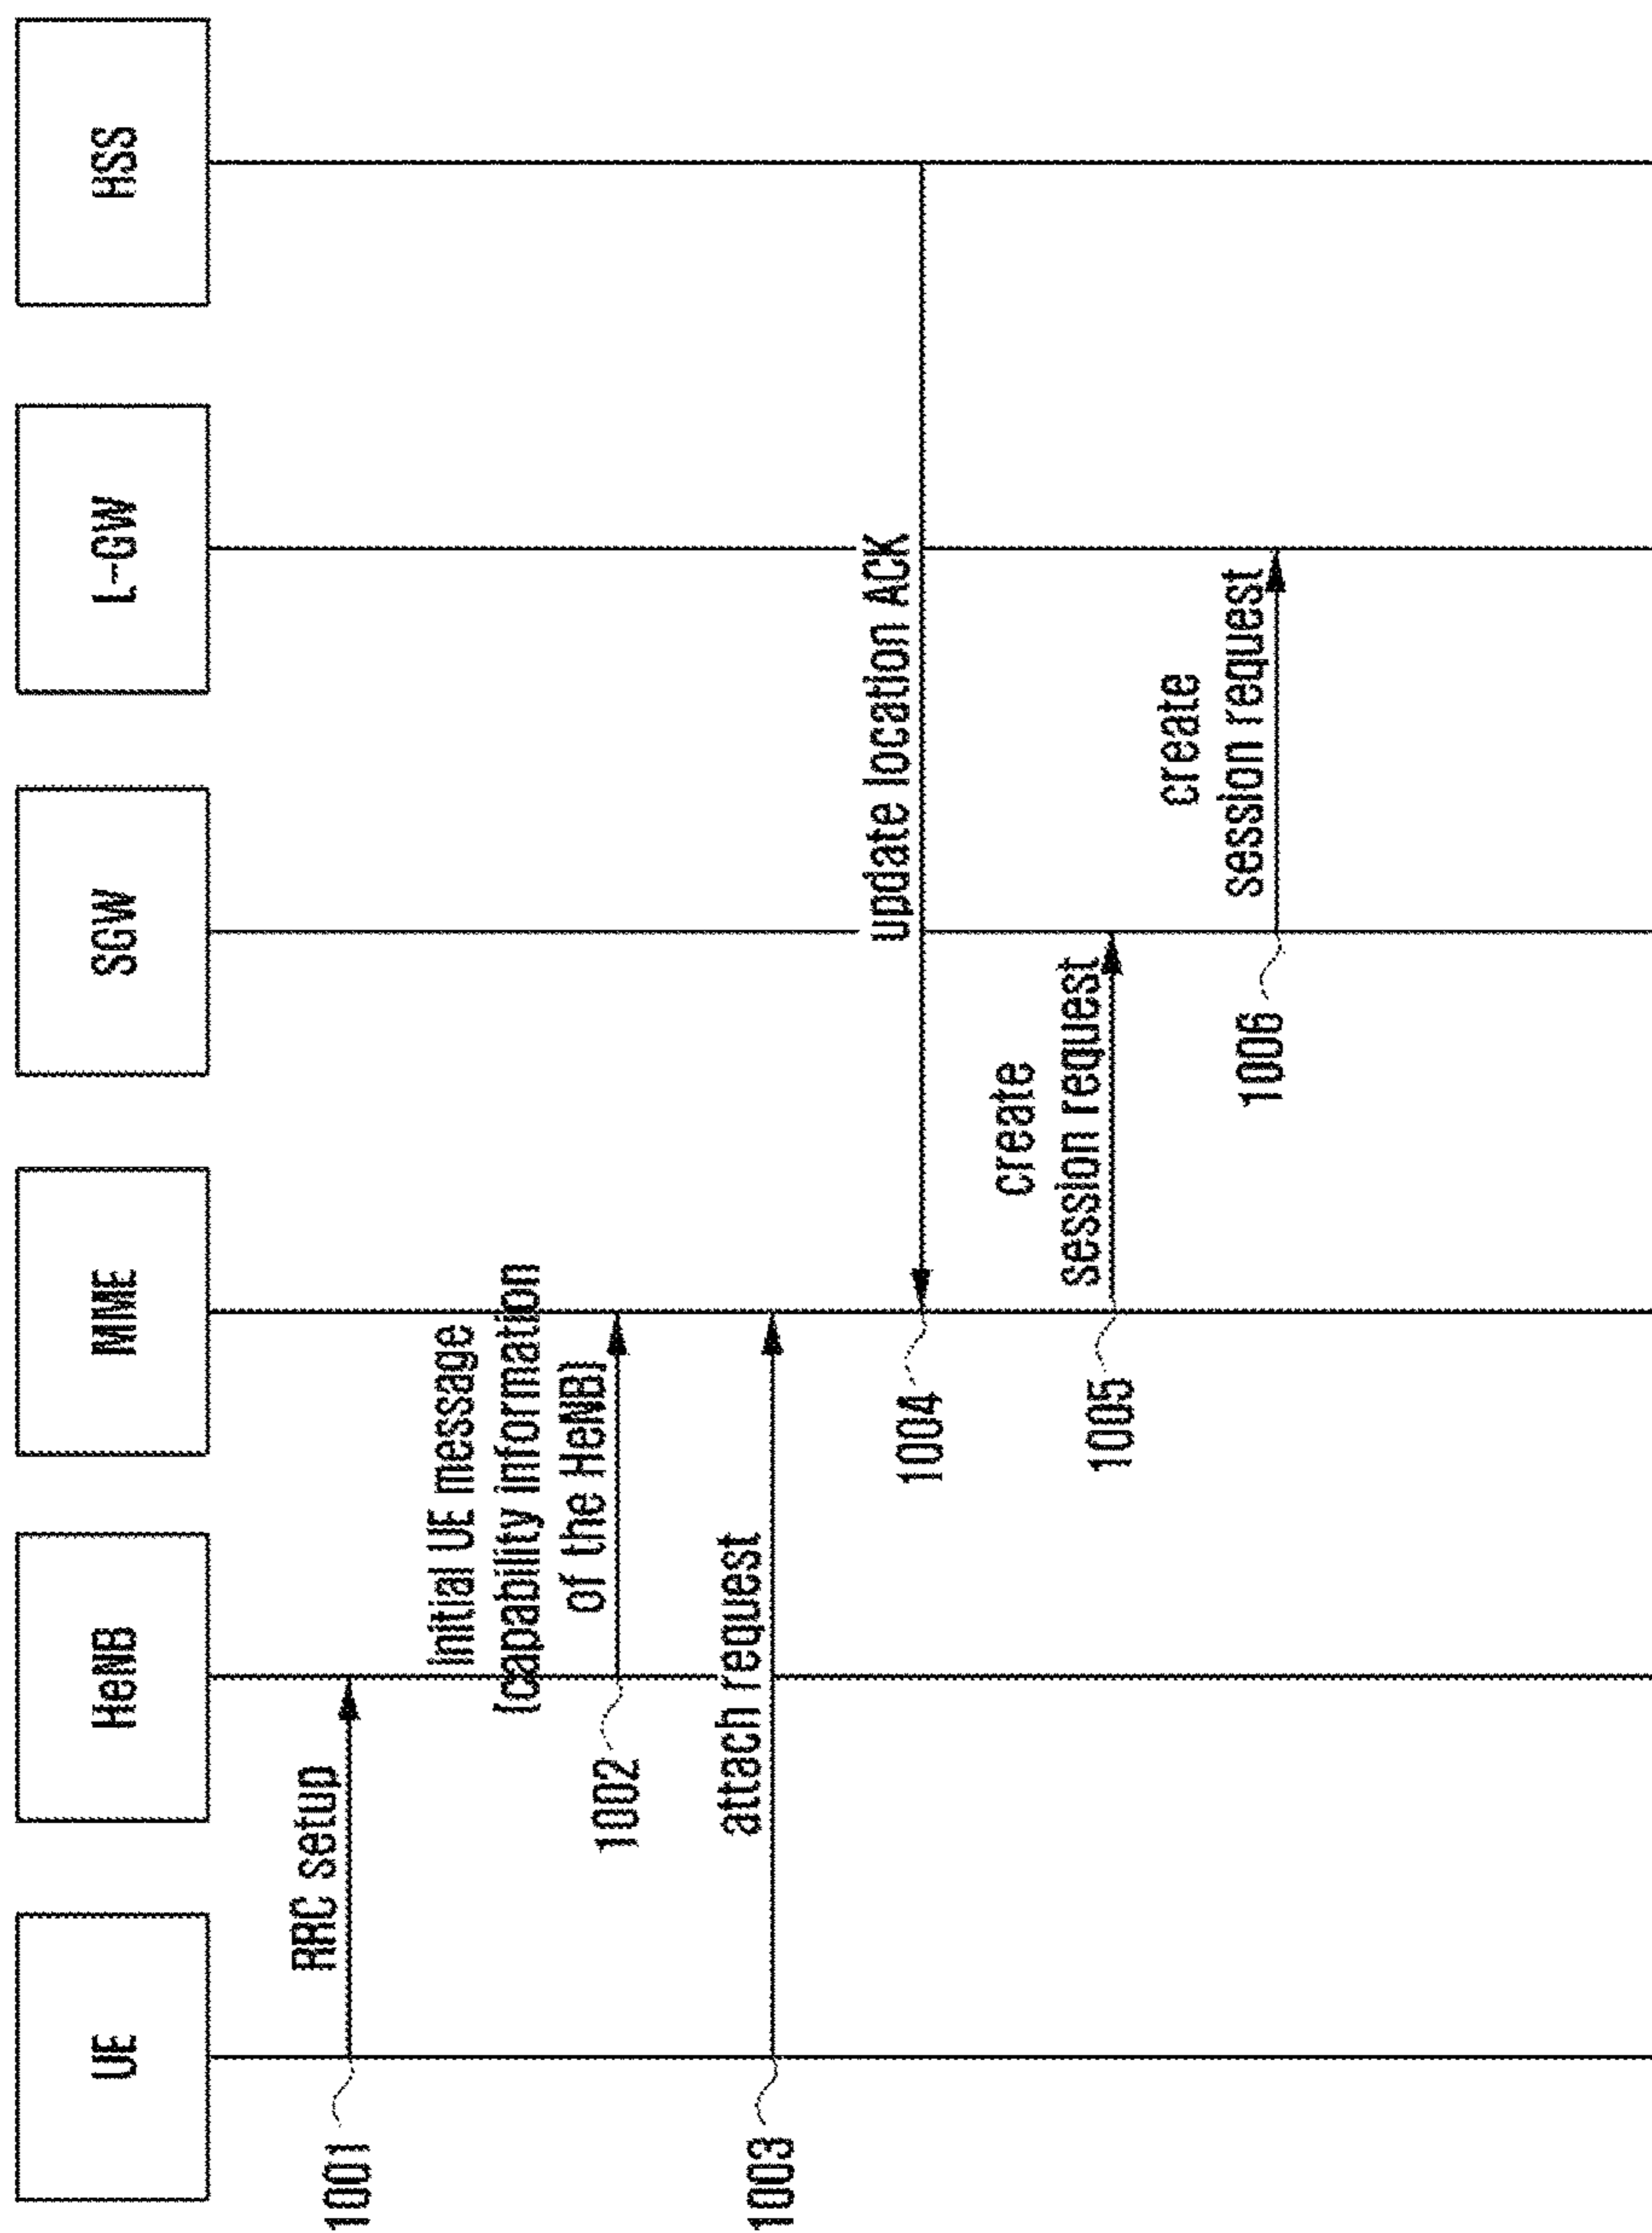 UE
HeNB
MME
SGW
L-GW
HSS
RRC setup
1001
initial UE message
(capability information
of the HeNB)
1002
attach request
1003
update location ACK
1004
create
session request
1005
create
session request
1006